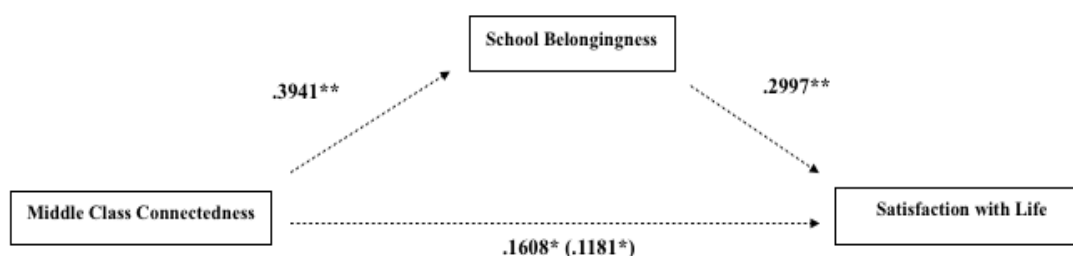 School Belongingness
.3941**
.2997**
Middle Class Connectedness
Satisfaction with Life
.1608* (.1181*)